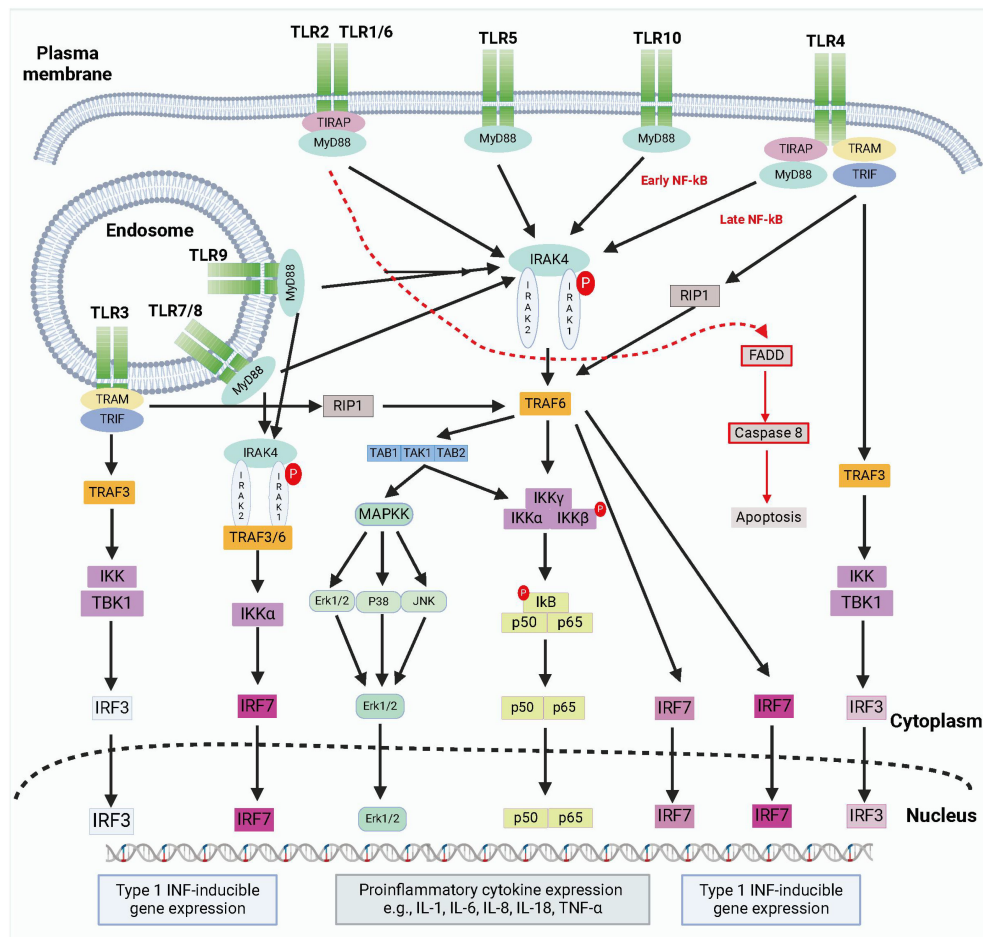 TLR2 TLR1/6
TLR5
TLR10
TLR4
Plasma
membrane
TIRAP
MyD88
MyD88
MyD88
TIRAP
TRAM
MyD88
TRIF
Early NF-kB
Late NF-kB
Endosome
TLR9
MyD88
TLR7/8
MyD88
TLR3
TRAM
TRIF
IRAK4
IRAK2
IRAK1
P
RIP1
FADD
RIP1
TRAF6
Caspase 8
Apoptosis
IRAK4
IRAK2
IRAK1
P
TRAF3/6
TAB1 TAK1 TAB2
TRAF3
TRAF3
MAPKK
IKKγ
IKKα IKKβ
P
IKK
TBK1
IKKα
Erk1/2
P38
JNK
P
IkB
p50 p65
IKK
TBK1
IRF3
IRF7
Erk1/2
p50 p65
IRF7
IRF7
IRF3
Cytoplasm
IRF3
IRF7
Erk1/2
p50 p65
IRF7
IRF7
IRF3
Nucleus
Type 1 INF-inducible
gene expression
Proinflammatory cytokine expression
e.g., IL-1, IL-6, IL-8, IL-18, TNF-α
Type 1 INF-inducible
gene expression